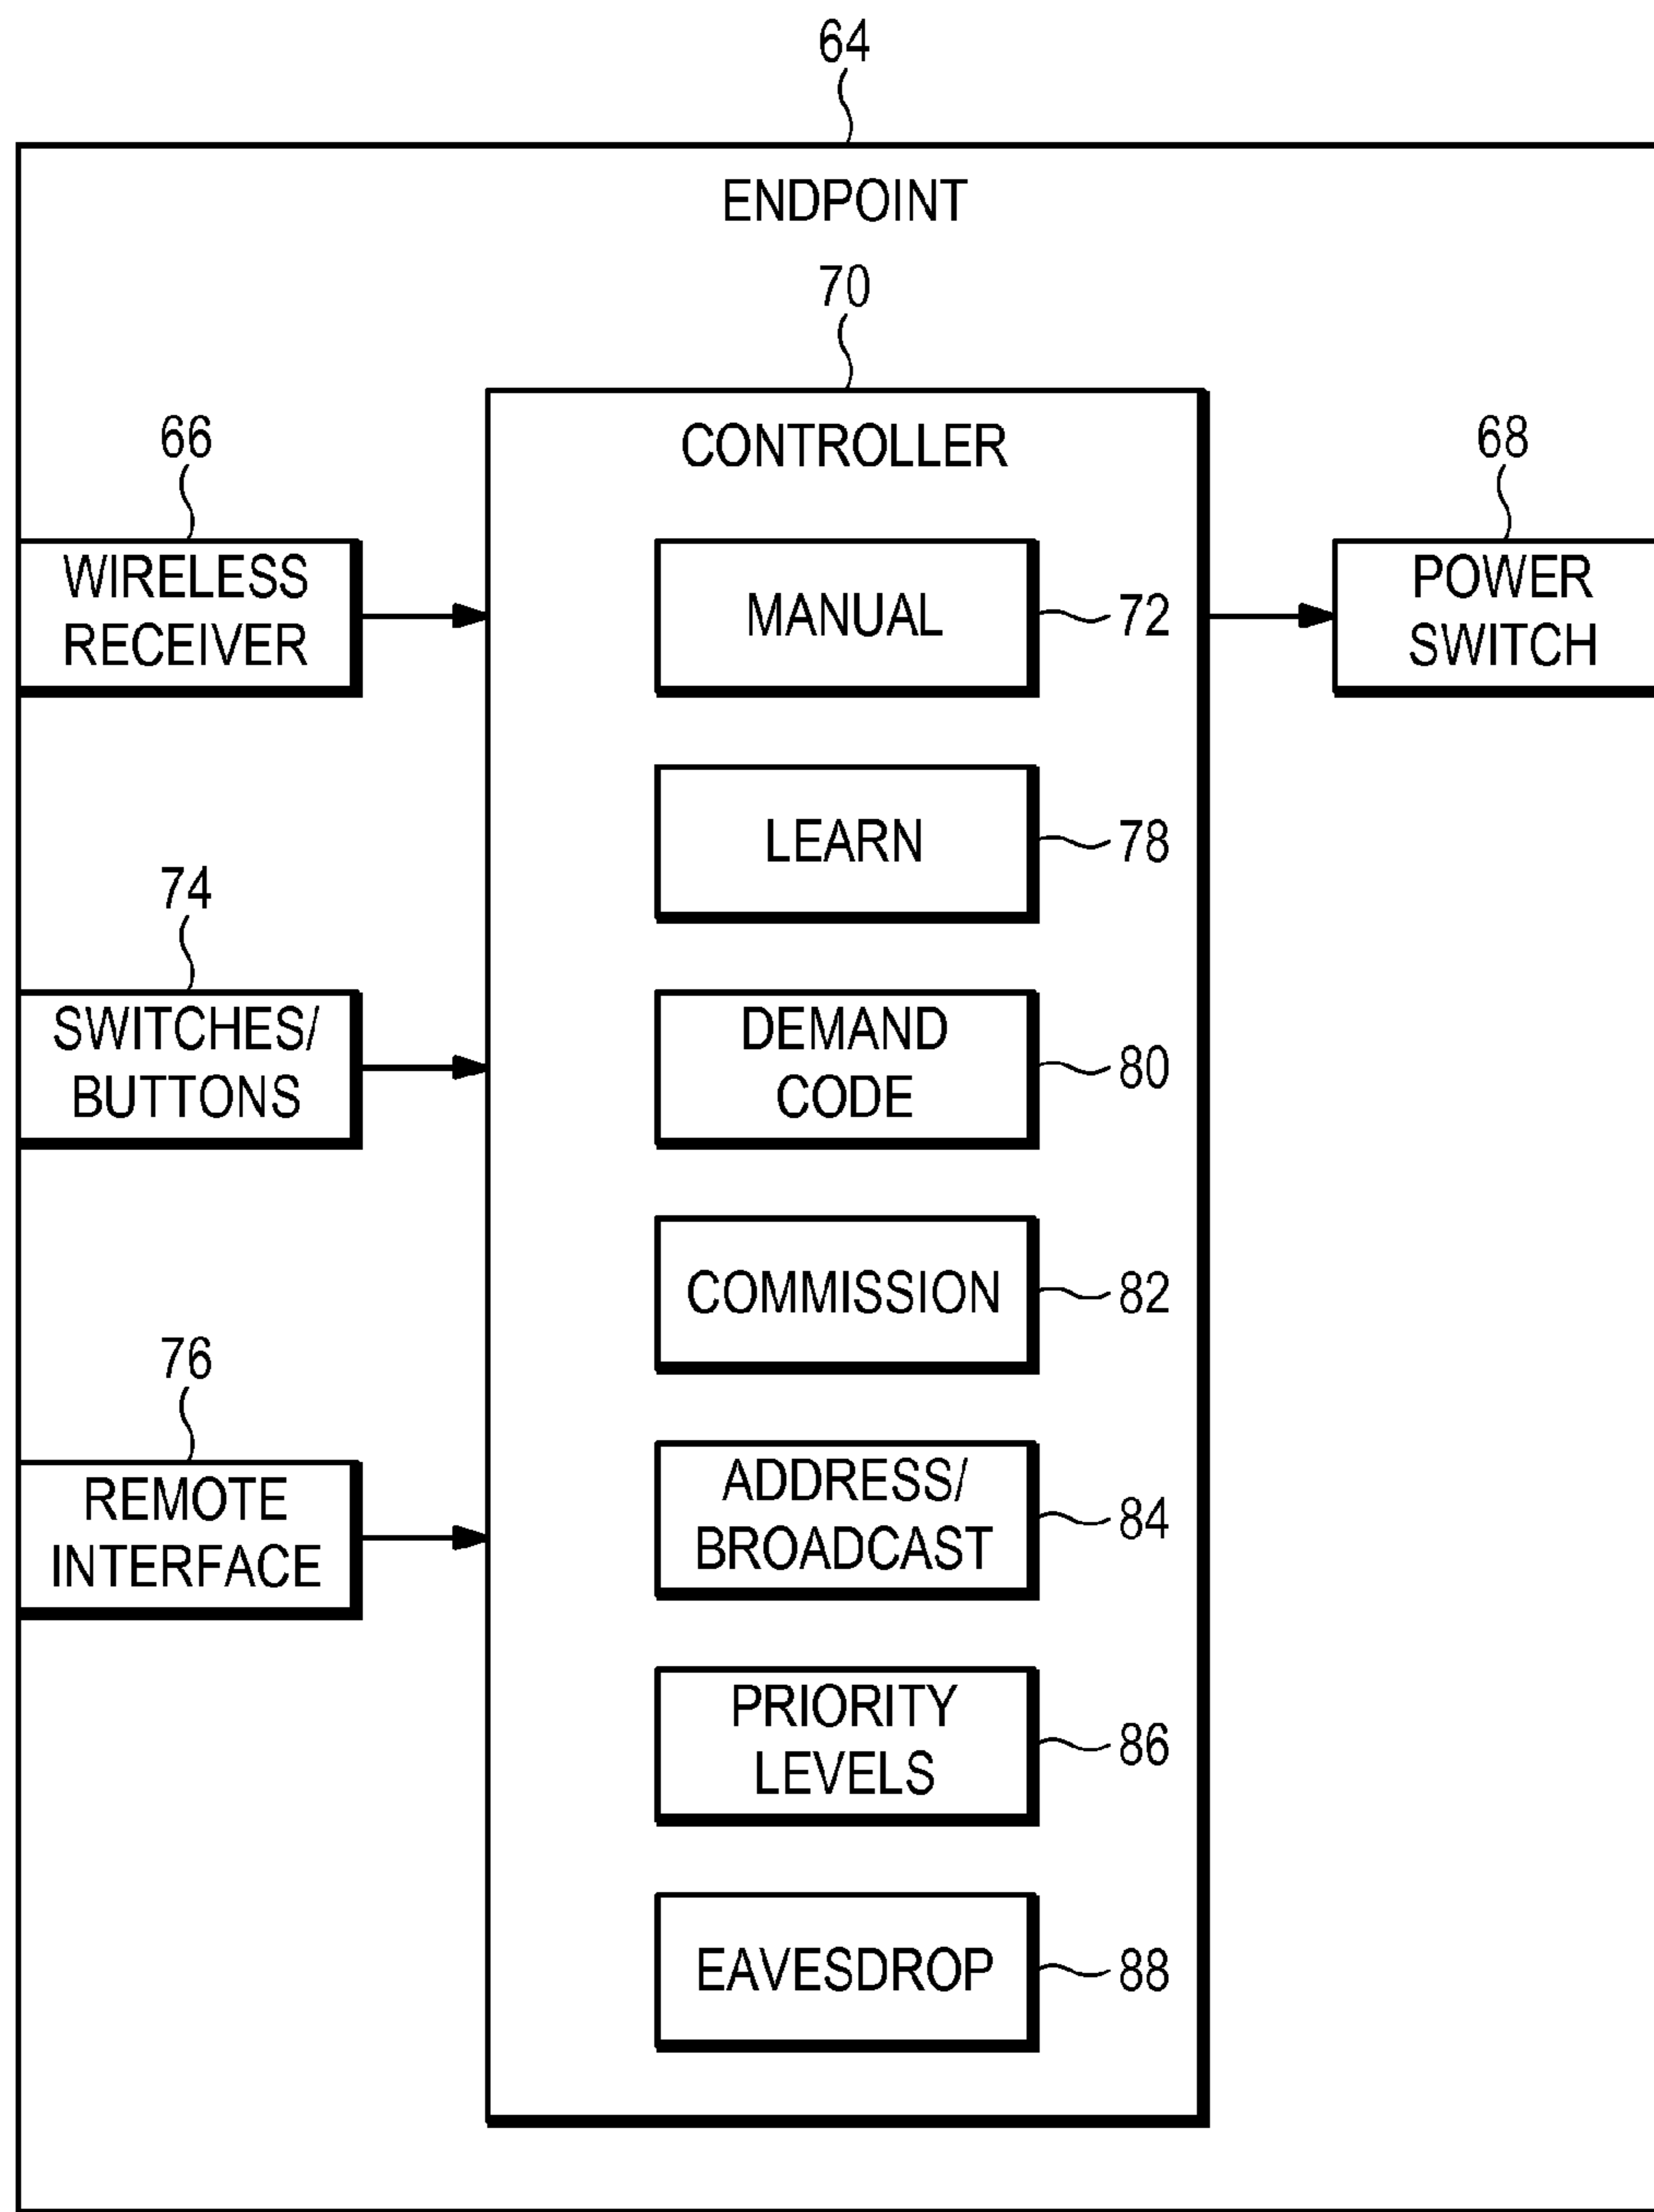 64
ENDPOINT
70
CONTROLLER
66
WIRELESS
RECEIVER
68
POWER
SWITCH
MANUAL
72
LEARN
78
74
SWITCHES/
BUTTONS
DEMAND
CODE
80
COMMISSION
82
76
REMOTE
INTERFACE
ADDRESS/
BROADCAST
84
PRIORITY
LEVELS
86
EAVESDROP
88